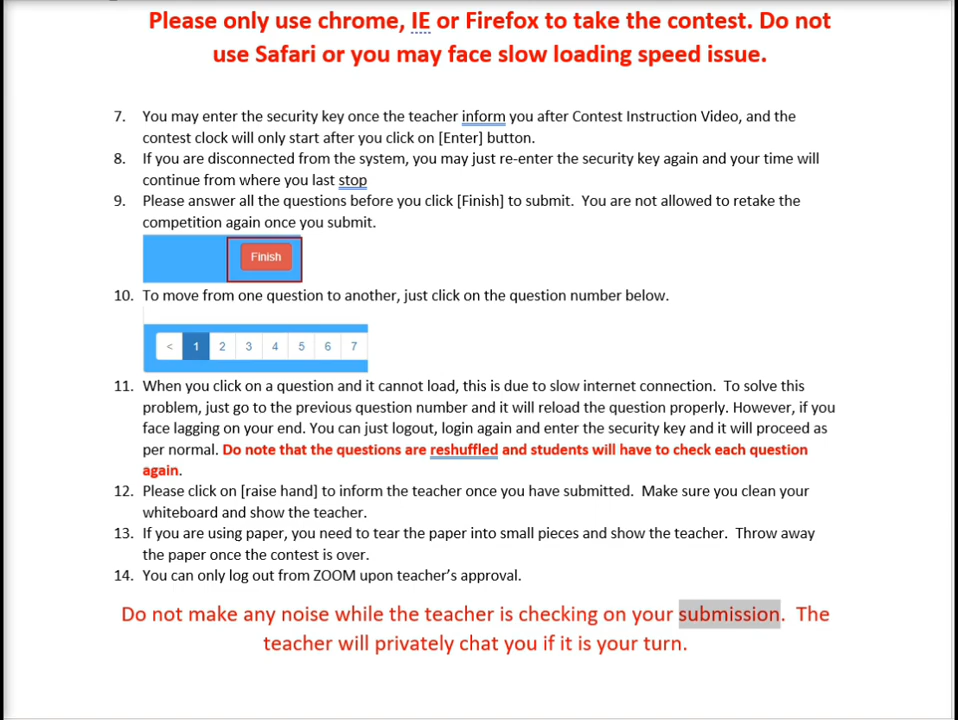 Please only use chrome, IE or Firefox to take the contest. Do not
use Safari or you may face slow loading speed issue.
7. You may enter the security key once the teacher inform you after Contest Instruction Video, and the
contest clock will only start after you click on [Enter] button.
8. If you are disconnected from the system, you may just re-enter the security key again and your time will
continue from where you last stop
9. Please answer all the questions before you click [Finish] to submit. You are not allowed to retake the
competition again once you submit.
Finish
10. To move from one question to another, just click on the question number below.
< 1 2 3 4 5 6 7
11. When you click on a question and it cannot load, this is due to slow internet connection. To solve this
problem, just go to the previous question number and it will reload the question properly. However, if you
face lagging on your end. You can just logout, login again and enter the security key and it will proceed as
per normal. Do note that the questions are reshuffled and students will have to check each question
again.
12. Please click on [raise hand] to inform the teacher once you have submitted. Make sure you clean your
whiteboard and show the teacher.
13. If you are using paper, you need to tear the paper into small pieces and show the teacher. Throw away
the paper once the contest is over.
14. You can only log out from ZOOM upon teacher's approval.
Do not make any noise while the teacher is checking on your submission. The
teacher will privately chat you if it is your turn.